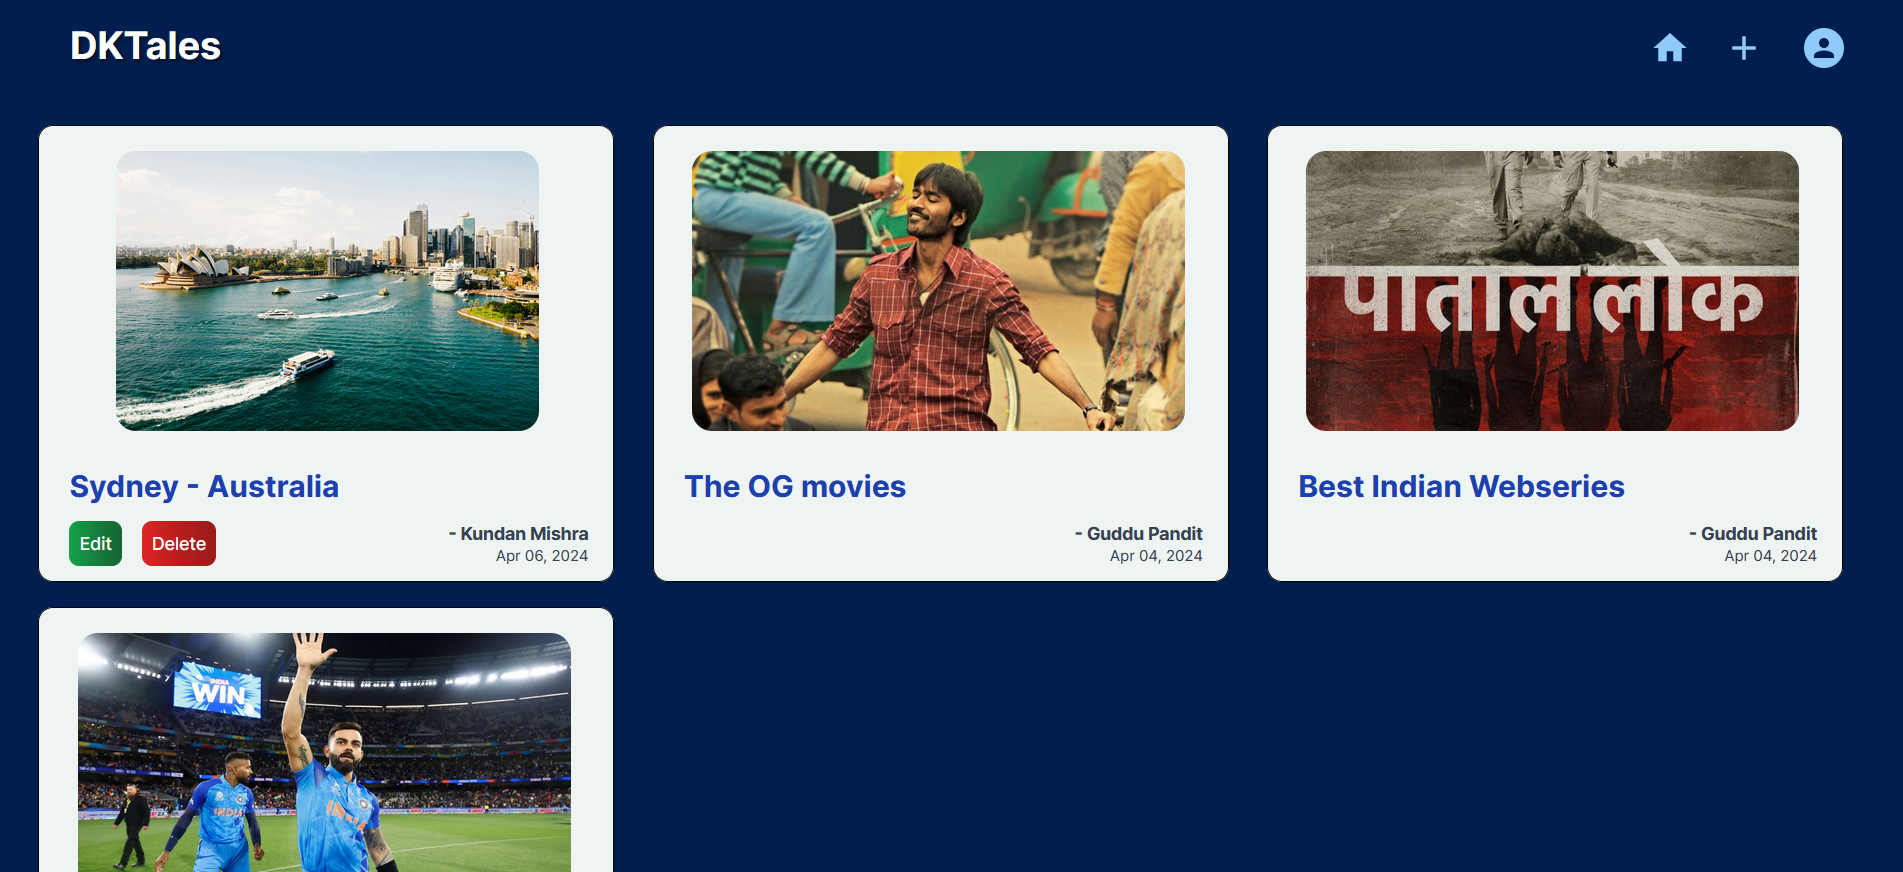 DKTales
Sydney - Australia
Edit
Delete
- Kundan Mishra
Apr 06, 2024
The OG movies
- Guddu Pandit
Apr 04, 2024
पाताल लोक
Best Indian Webseries
- Guddu Pandit
Apr 04, 2024
INDIA
WIN
INDIA
INDIA